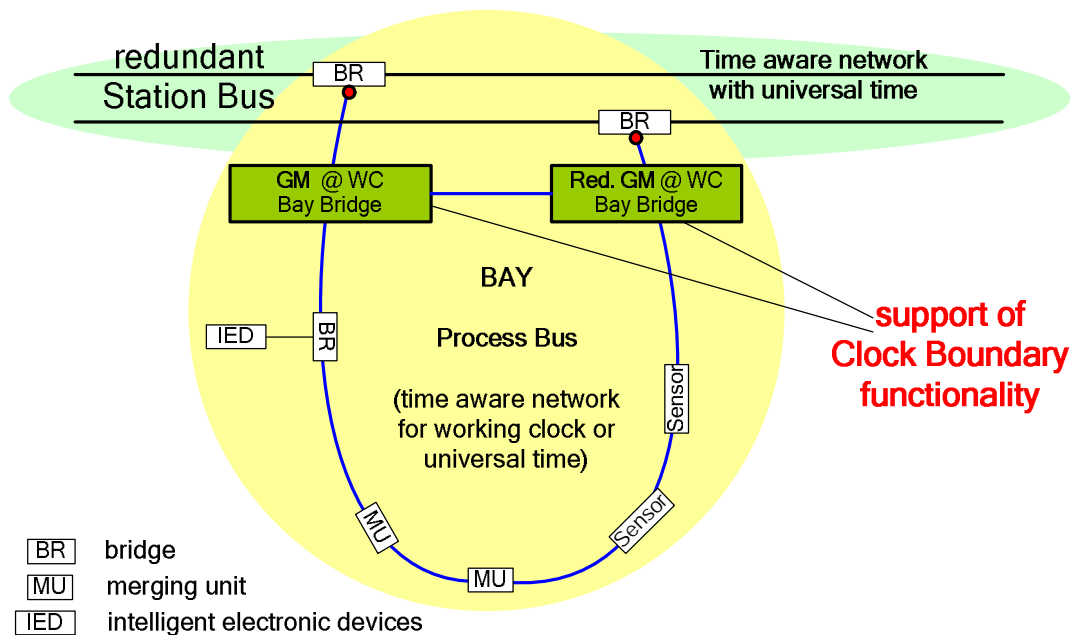 redundant
Station Bus
BR
Time aware network
with universal time
BR
GM @ WC
Bay Bridge
Red. GM @ WC
Bay Bridge
BAY
Process Bus
(time aware network
for working clock or
universal time)
IED
BR
Sensor
support of
Clock Boundary
functionality
MU
Sensor
MU
BR bridge
MU merging unit
IED intelligent electronic devices